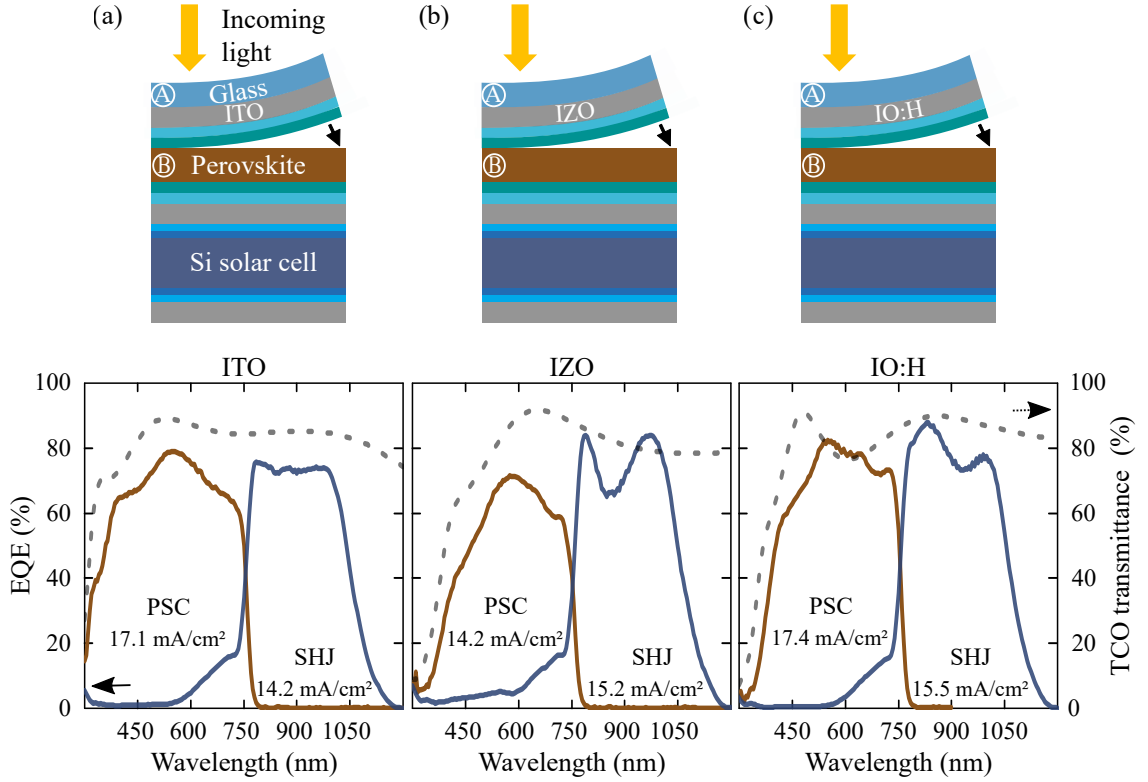 (a)
Incoming
light
A
Glass
ITO
B
Perovskite
Si solar cell
(b)
A
IZO
B
(c)
A
IO:H
B
ITO
IZO
IO:H
EQE (%)
100
80
60
40
20
0
PSC
17.1 mA/cm²
SHJ
14.2 mA/cm²
450 600 750 900 1050
Wavelength (nm)
PSC
14.2 mA/cm²
SHJ
15.2 mA/cm²
450 600 750 900 1050
Wavelength (nm)
PSC
17.4 mA/cm²
SHJ
15.5 mA/cm²
450 600 750 900 1050
Wavelength (nm)
100
80
60
40
20
0
TCO transmittance (%)